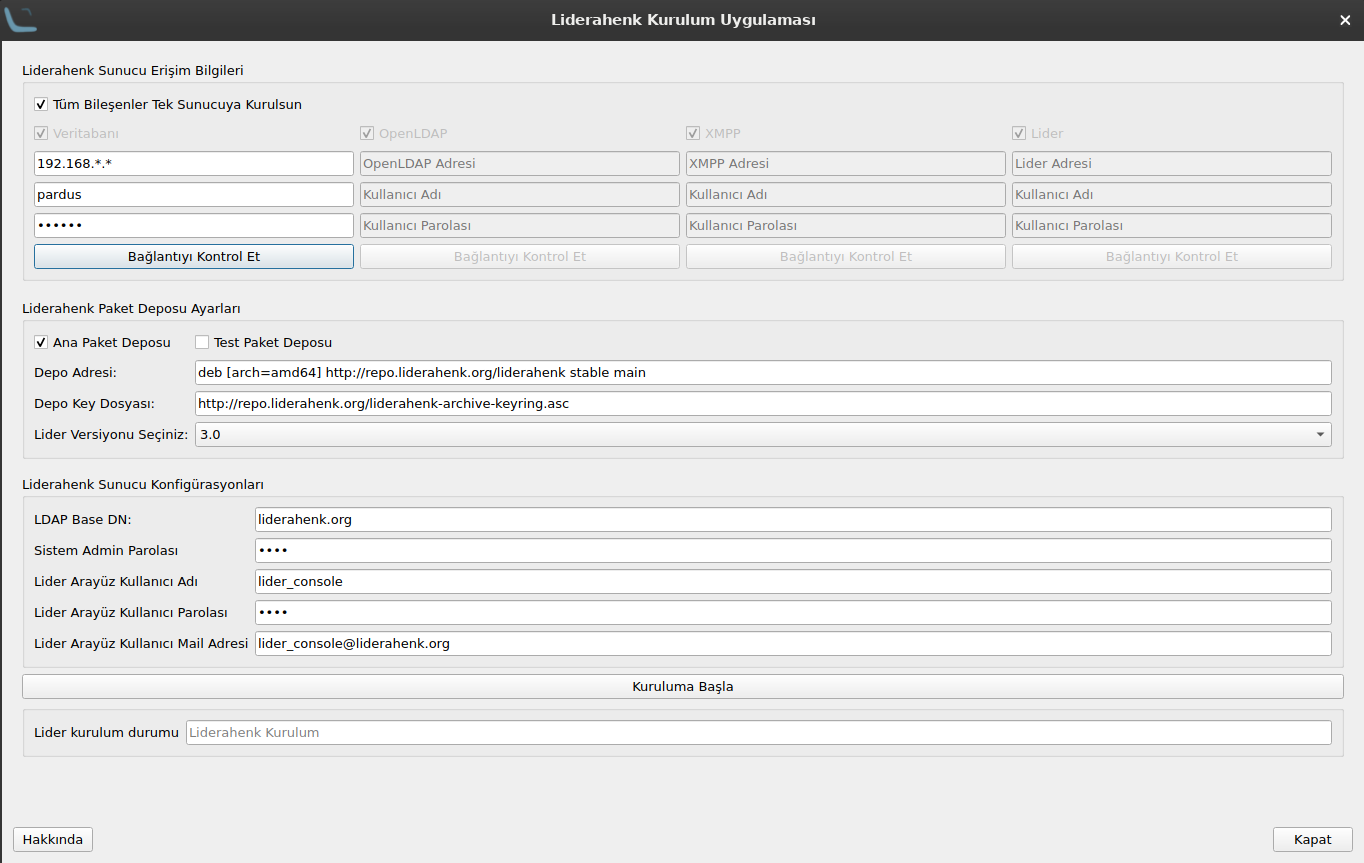 Liderahenk Kurulum Uygulaması
Liderahenk Sunucu Erişim Bilgileri
Tüm Bileşenler Tek Sunucuya Kurulsun
Veritabanı OpenLDAP XMPP Lider
192.168.*.* OpenLDAP Adresi XMPP Adresi Lider Adresi
pardus Kullanıcı Adı Kullanıcı Adı Kullanıcı Adı
•••••• Kullanıcı Parolası Kullanıcı Parolası Kullanıcı Parolası
Bağlantıyı Kontrol Et Bağlantıyı Kontrol Et Bağlantıyı Kontrol Et Bağlantıyı Kontrol Et
Liderahenk Paket Deposu Ayarları
Ana Paket Deposu Test Paket Deposu
Depo Adresi: deb [arch=amd64] http://repo.liderahenk.org/liderahenk stable main
Depo Key Dosyası: http://repo.liderahenk.org/liderahenk-archive-keyring.asc
Lider Versiyonu Seçiniz: 3.0
Liderahenk Sunucu Konfigürasyonları
LDAP Base DN: liderahenk.org
Sistem Admin Parolası ••••
Lider Arayüz Kullanıcı Adı lider_console
Lider Arayüz Kullanıcı Parolası ••••
Lider Arayüz Kullanıcı Mail Adresi lider_console@liderahenk.org
Kuruluma Başla
Lider kurulum durumu Liderahenk Kurulum
Hakkında Kapat